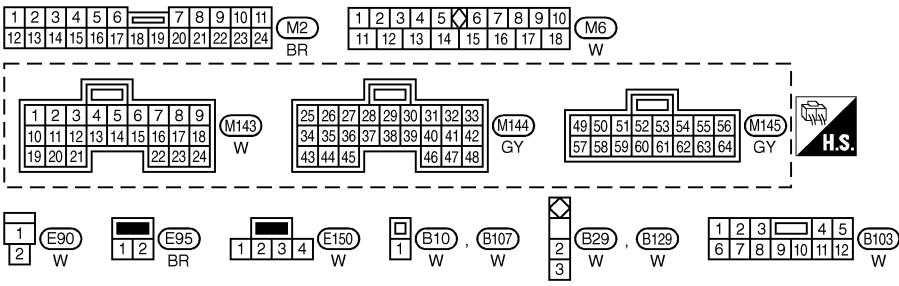 1 2 3 4 5 6 7 8 9 10 11
12 13 14 15 16 17 18 19 20 21 22 23 24
M2
BR
1 2 3 4 5 6 7 8 9 10
11 12 13 14 15 16 17 18
M6
W
1 2 3 4 5 6 7 8 9
10 11 12 13 14 15 16 17 18
19 20 21 22 23 24
M143
W
25 26 27 28 29 30 31 32 33
34 35 36 37 38 39 40 41 42
43 44 45 46 47 48
M144
GY
49 50 51 52 53 54 55 56
57 58 59 60 61 62 63 64
M145
GY
H.S.
1
2
E90
W
1 2
E95
BR
1 2 3 4
E150
W
1
B10 , B107
W W
1
2
3
B29 , B129
W W
1 2 3 4 5
6 7 8 9 10 11 12
B103
W